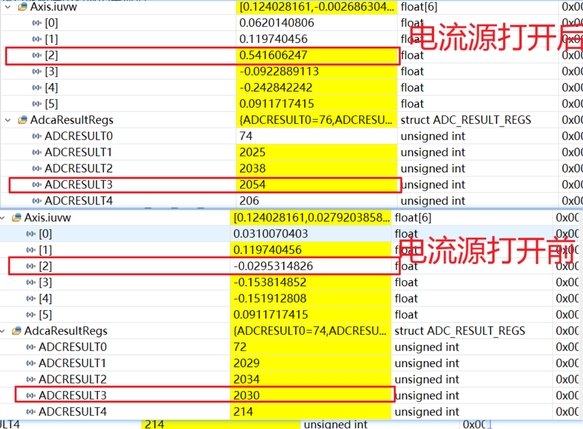 Axis.iuvw [0.124028161,-0.002686304... float[6] 0x00
[0] 0.0620140806 float 0x00
[1] 0.119740456 float 0x00
[2] 0.541606247 float 0x00
[3] -0.0922889113 float 0x00
[4] -0.242842242 float 0x00
[5] 0.0911717415 float 0x00
电流源打开后
AdcaResultRegs {ADCRESULT0=76,ADCRESU... struct ADC_RESULT_REGS 0x00
ADCRESULT0 74 unsigned int 0x00
ADCRESULT1 2025 unsigned int 0x00
ADCRESULT2 2038 unsigned int 0x00
ADCRESULT3 2054 unsigned int 0x00
ADCRESULT4 206 unsigned int 0x00
Axis.iuvw [0.124028161,0.0279203858... float[6] 0x00
[0] 0.0310070403 float 0x00
[1] 0.119740456 float 0x00
[2] -0.0295314826 float 0x00
[3] -0.153814852 float 0x00
[4] -0.151912808 float 0x00
[5] 0.0911717415 float 0x00
电流源打开前
AdcaResultRegs {ADCRESULT0=74,ADCRESU... struct ADC_RESULT_REGS 0x00
ADCRESULT0 72 unsigned int 0x00
ADCRESULT1 2029 unsigned int 0x00
ADCRESULT2 2034 unsigned int 0x00
ADCRESULT3 2030 unsigned int 0x00
ADCRESULT4 214 unsigned int 0x00
ULT4 214 unsigned int 0x00